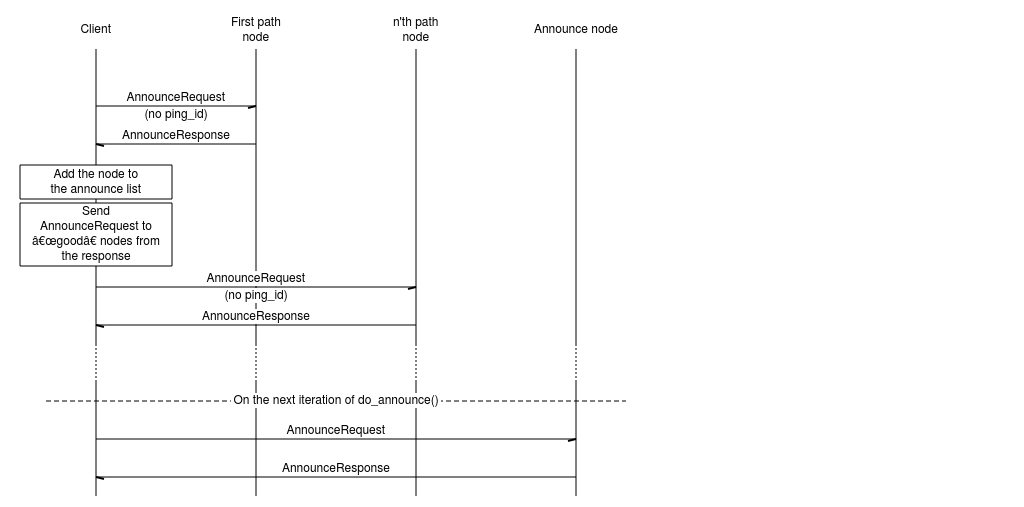 Client
First path
node
n'th path
node
Announce node
AnnounceRequest
(no ping_id)
AnnounceResponse
Add the node to
the announce list
Send
AnnounceRequest to
â€œgoodâ€ nodes from
the response
AnnounceRequest
(no ping_id)
AnnounceResponse
On the next iteration of do_announce()
AnnounceRequest
AnnounceResponse